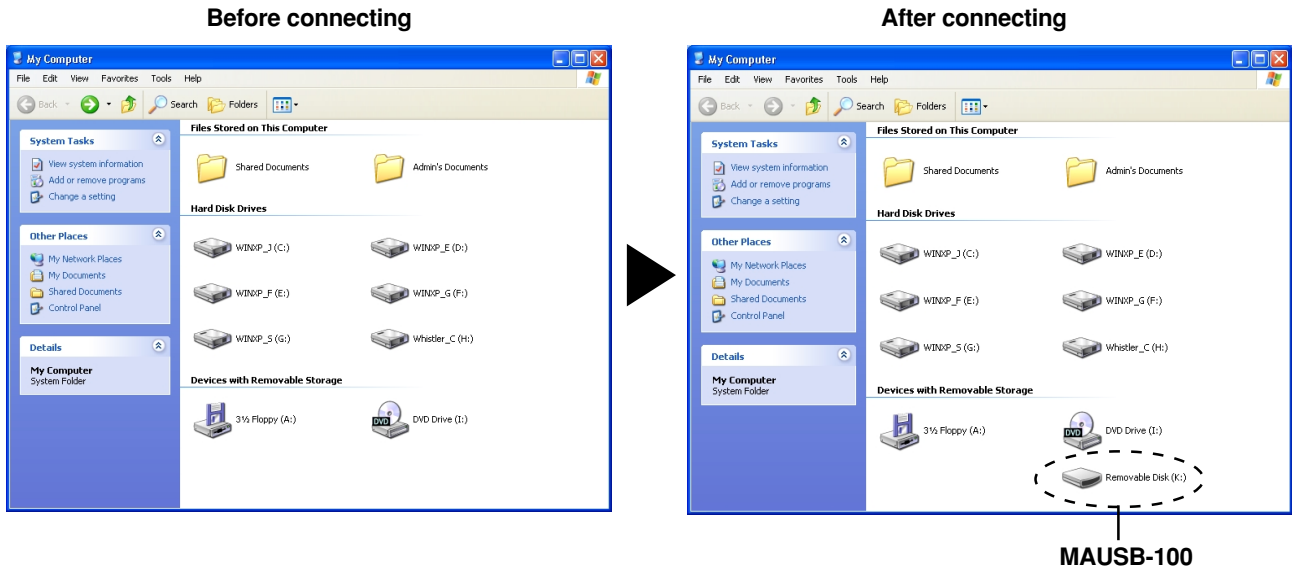 Before connecting
After connecting
My Computer
File Edit View Favorites Tools Help
Back Search Folders
System Tasks
View system information
Add or remove programs
Change a setting
Other Places
My Network Places
My Documents
Shared Documents
Control Panel
Details
My Computer
System Folder
Files Stored on This Computer
Shared Documents Admin's Documents
Hard Disk Drives
WINXP_J (C:) WINXP_E (D:)
WINXP_F (E:) WINXP_G (F:)
WINXP_S (G:) Whistler_C (H:)
Devices with Removable Storage
3½ Floppy (A:) DVD Drive (I:)
DVD
My Computer
File Edit View Favorites Tools Help
Back Search Folders
System Tasks
View system information
Add or remove programs
Change a setting
Other Places
My Network Places
My Documents
Shared Documents
Control Panel
Details
My Computer
System Folder
Files Stored on This Computer
Shared Documents Admin's Documents
Hard Disk Drives
WINXP_J (C:) WINXP_E (D:)
WINXP_F (E:) WINXP_G (F:)
WINXP_S (G:) Whistler_C (H:)
Devices with Removable Storage
3½ Floppy (A:) DVD Drive (I:)
DVD
Removable Disk (K:)
MAUSB-100